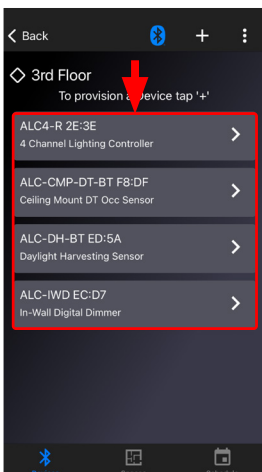 Back
3rd Floor
To provision a Device tap '+'
ALC4-R 2E:3E
4 Channel Lighting Controller
ALC-CMP-DT-BT F8:DF
Ceiling Mount DT Occ Sensor
ALC-DH-BT ED:5A
Daylight Harvesting Sensor
ALC-IWD EC:D7
In-Wall Digital Dimmer